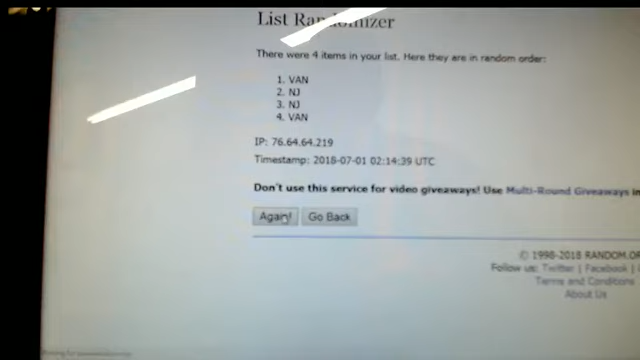 List Randomizer
There were 4 items in your list. Here they are in random order:
1. VAN
2. NJ
3. NJ
4. VAN
IP: 76.64.64.219
Timestamp: 2018-07-01 02:14:39 UTC
Don't use this service for video giveaways! Use Multi-Round Giveaways in
Again! Go Back
© 1998-2018 RANDOM.OR
Follow us: Twitter | Facebook |
Terms and Conditions
About Us